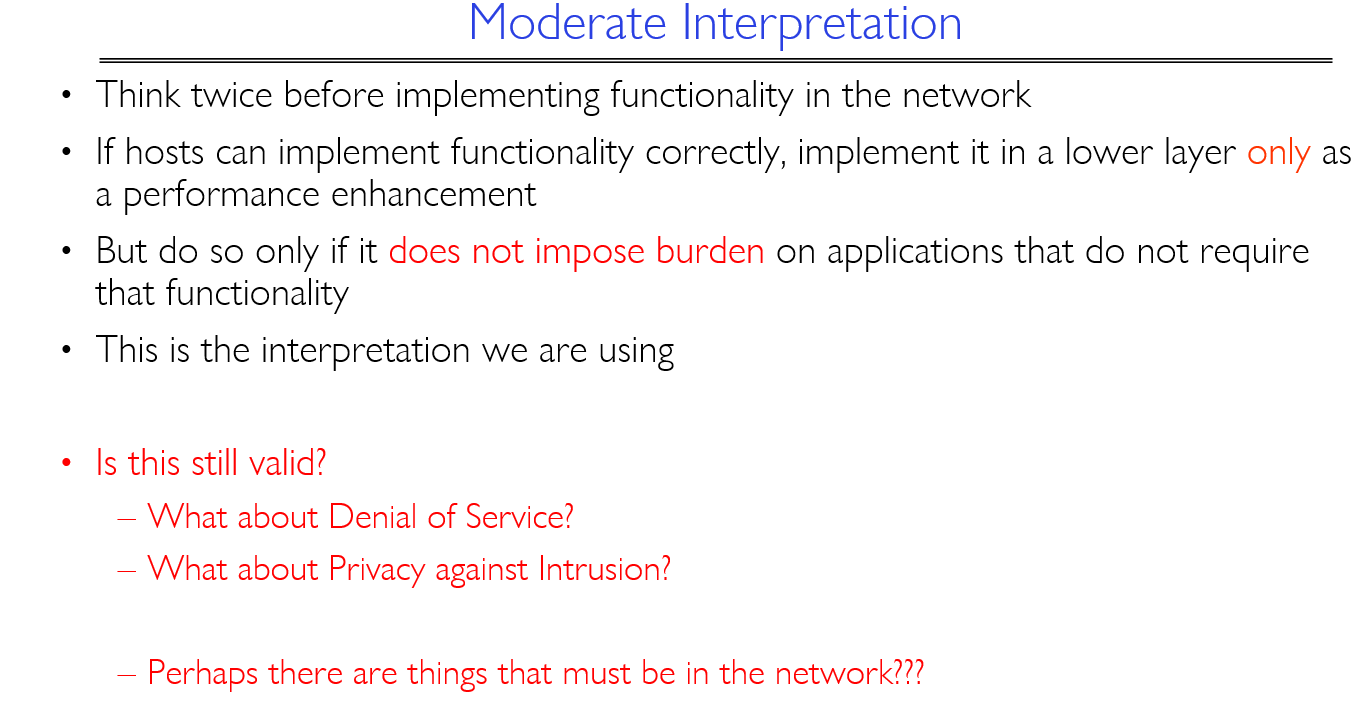 Moderate Interpretation
• Think twice before implementing functionality in the network
• If hosts can implement functionality correctly, implement it in a lower layer only as
a performance enhancement
• But do so only if it does not impose burden on applications that do not require
that functionality
• This is the interpretation we are using
• Is this still valid?
– What about Denial of Service?
– What about Privacy against Intrusion?
– Perhaps there are things that must be in the network???